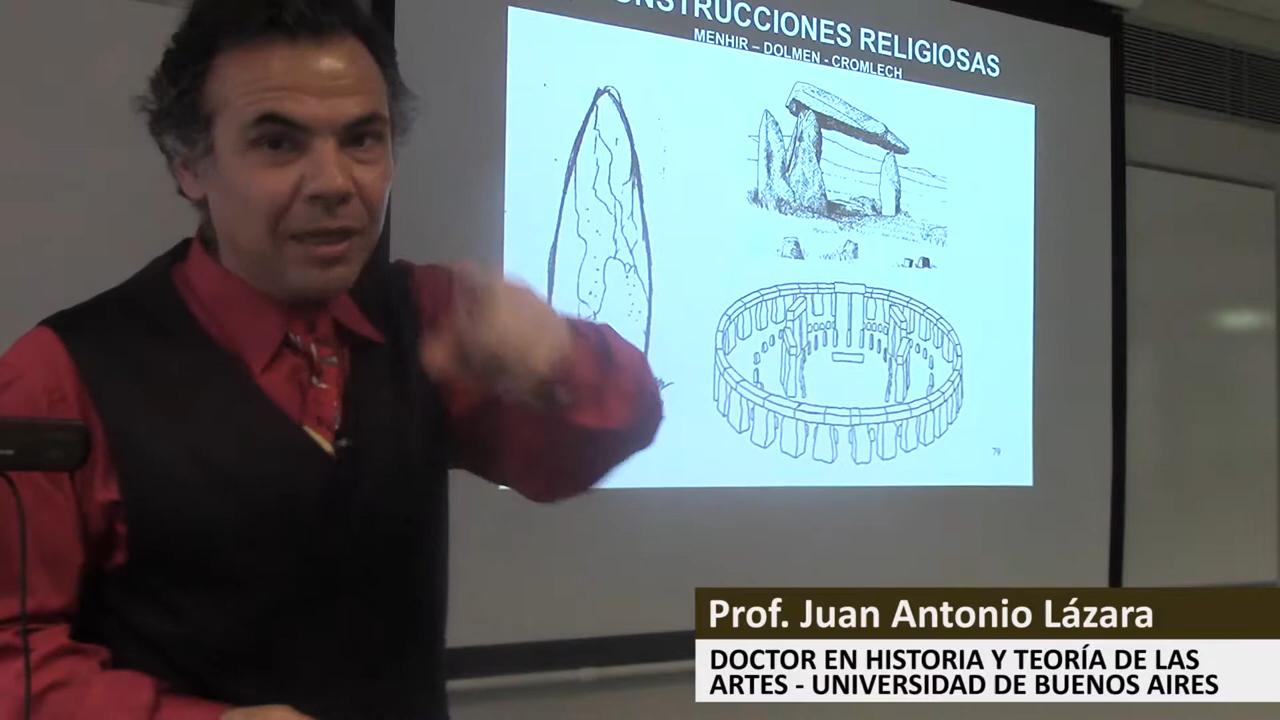 CONSTRUCCIONES RELIGIOSAS
MENHIR – DOLMEN - CROMLECH
79
Prof. Juan Antonio Lázara
DOCTOR EN HISTORIA Y TEORÍA DE LAS
ARTES - UNIVERSIDAD DE BUENOS AIRES